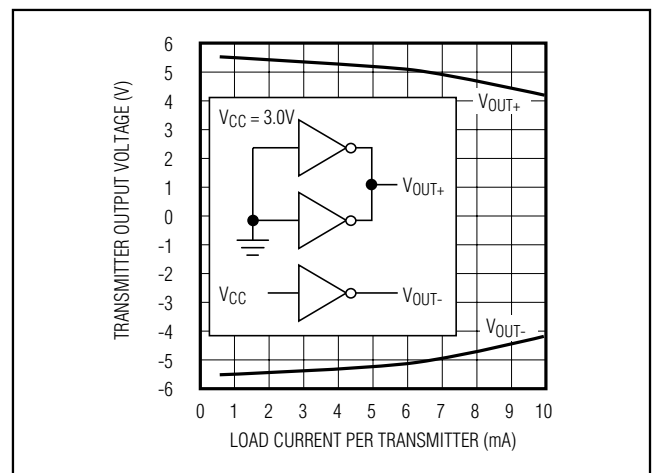 TRANSMITTER OUTPUT VOLTAGE (V)
6
5
4
3
2
1
0
-1
-2
-3
-4
-5
-6
VCC = 3.0V
VOUT+
VOUT+
VCC
VOUT-
VOUT-
0 1 2 3 4 5 6 7 8 9 10
LOAD CURRENT PER TRANSMITTER (mA)